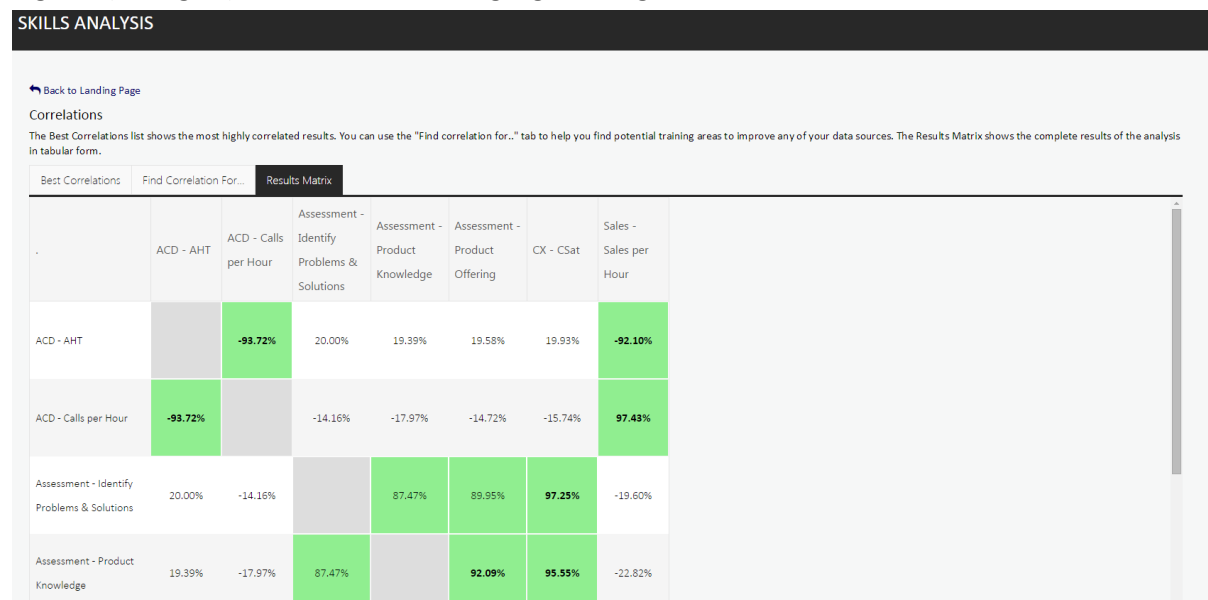 SKILLS ANALYSIS
Back to Landing Page
Correlations
The Best Correlations list shows the most highly correlated results. You can use the "Find correlation for.." tab to help you find potential training areas to improve any of your data sources. The Results Matrix shows the complete results of the analysis
in tabular form.
Best Correlations Find Correlation For... Results Matrix
. ACD - AHT ACD - Calls per Hour Assessment - Identify Problems & Solutions Assessment - Product Knowledge Assessment - Product Offering CX - CSat Sales - Sales per Hour
ACD - AHT -93.72% 20.00% 19.39% 19.58% 19.93% -92.10%
ACD - Calls per Hour -93.72% -14.16% -17.97% -14.72% -15.74% 97.43%
Assessment - Identify Problems & Solutions 20.00% -14.16% 87.47% 89.95% 97.25% -19.60%
Assessment - Product Knowledge 19.39% -17.97% 87.47% 92.09% 95.55% -22.82%